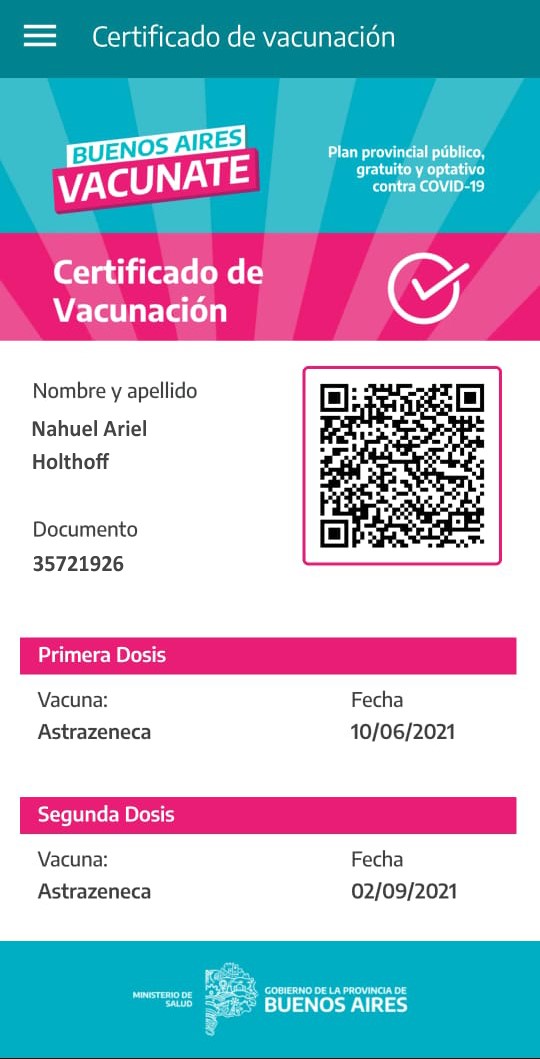 Certificado de vacunación
BUENOS AIRES
VACUNATE
Plan provincial público,
gratuito y optativo
contra COVID-19
Certificado de
Vacunación
Nombre y apellido
Nahuel Ariel
Holthoff
Documento
35721926
Primera Dosis
Vacuna:
Fecha
Astrazeneca
10/06/2021
Segunda Dosis
Vacuna:
Fecha
Astrazeneca
02/09/2021
MINISTERIO DE
SALUD
GOBIERNO DE LA PROVINCIA DE
BUENOS AIRES